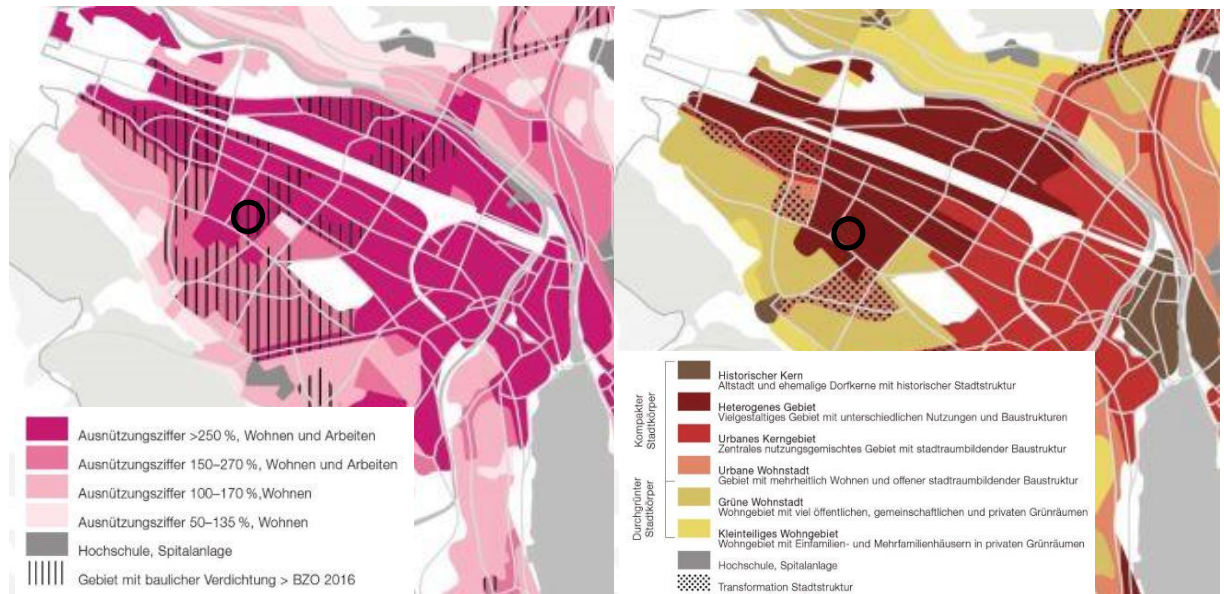 Ausnützungsziffer >250 %, Wohnen und Arbeiten
Ausnützungsziffer 150–270 %, Wohnen und Arbeiten
Ausnützungsziffer 100–170 %,Wohnen
Ausnützungsziffer 50–135 %, Wohnen
Hochschule, Spitalanlage
Gebiet mit baulicher Verdichtung > BZO 2016
Kompakter
Stadtkörper
Durchgrünter
Stadtkörper
Historischer Kern
Altstadt und ehemalige Dorfkerne mit historischer Stadtstruktur
Heterogenes Gebiet
Vielgestaltiges Gebiet mit unterschiedlichen Nutzungen und Baustrukturen
Urbanes Kerngebiet
Zentrales nutzungsgemischtes Gebiet mit stadtraumbildender Baustruktur
Urbane Wohnstadt
Gebiet mit mehrheitlich Wohnen und offener stadtraumbildender Baustruktur
Grüne Wohnstadt
Wohngebiet mit viel öffentlichen, gemeinschaftlichen und privaten Grünräumen
Kleinteiliges Wohngebiet
Wohngebiet mit Einfamilien- und Mehrfamilienhäusern in privaten Grünräumen
Hochschule, Spitalanlage
Transformation Stadtstruktur